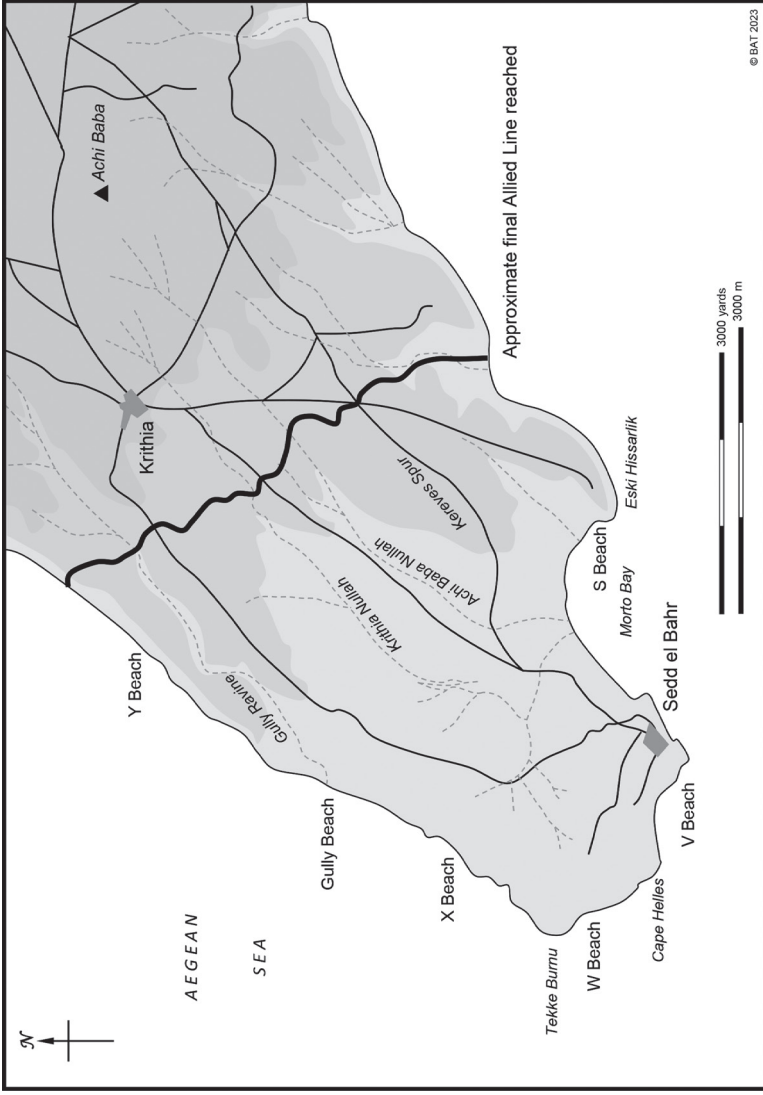 N
AEGEAN
SEA
Achi Baba
Krithia
Y Beach
Gully Ravine
Krithia Nullah
Achi Baba Nullah
Kereves Spur
Approximate final Allied Line reached
Gully Beach
X Beach
Tekke Burnu
W Beach
Cape Helles
V Beach
Sedd el Bahr
Morto Bay
S Beach
Eski Hissarlik
3000 yards
3000 m
© BAT 2023